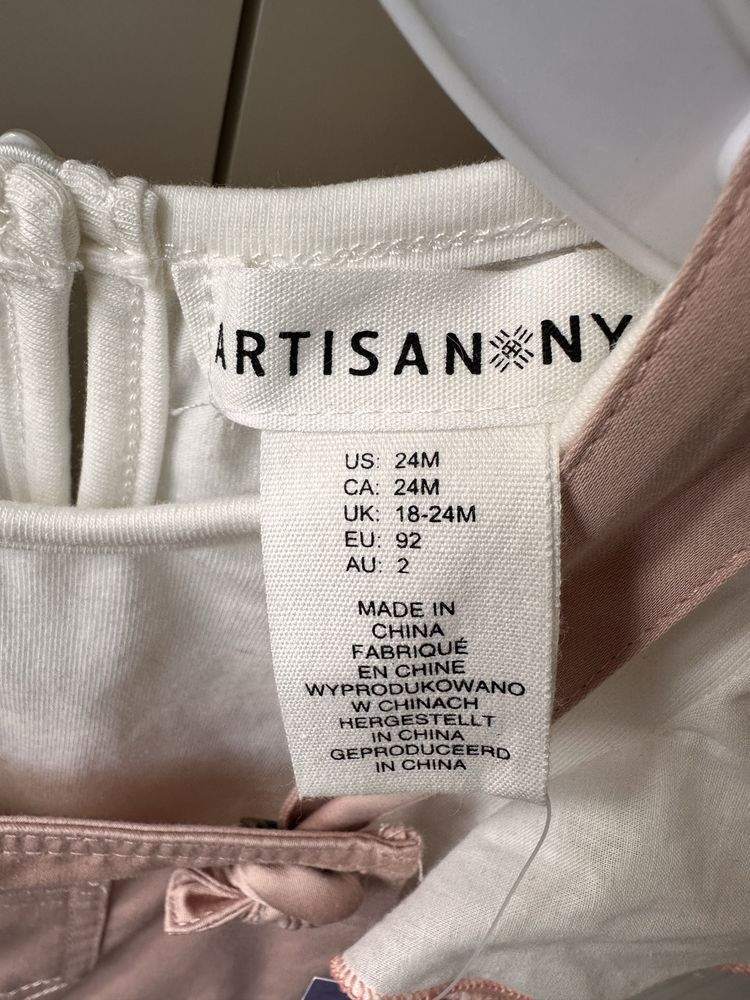 ARTISAN NY
US: 24M
CA: 24M
UK: 18-24M
EU: 92
AU: 2
MADE IN
CHINA
FABRIQUÉ
EN CHINE
WYPRODUKOWANO
W CHINACH
HERGESTELLT
IN CHINA
GEPRODUCEERD
IN CHINA